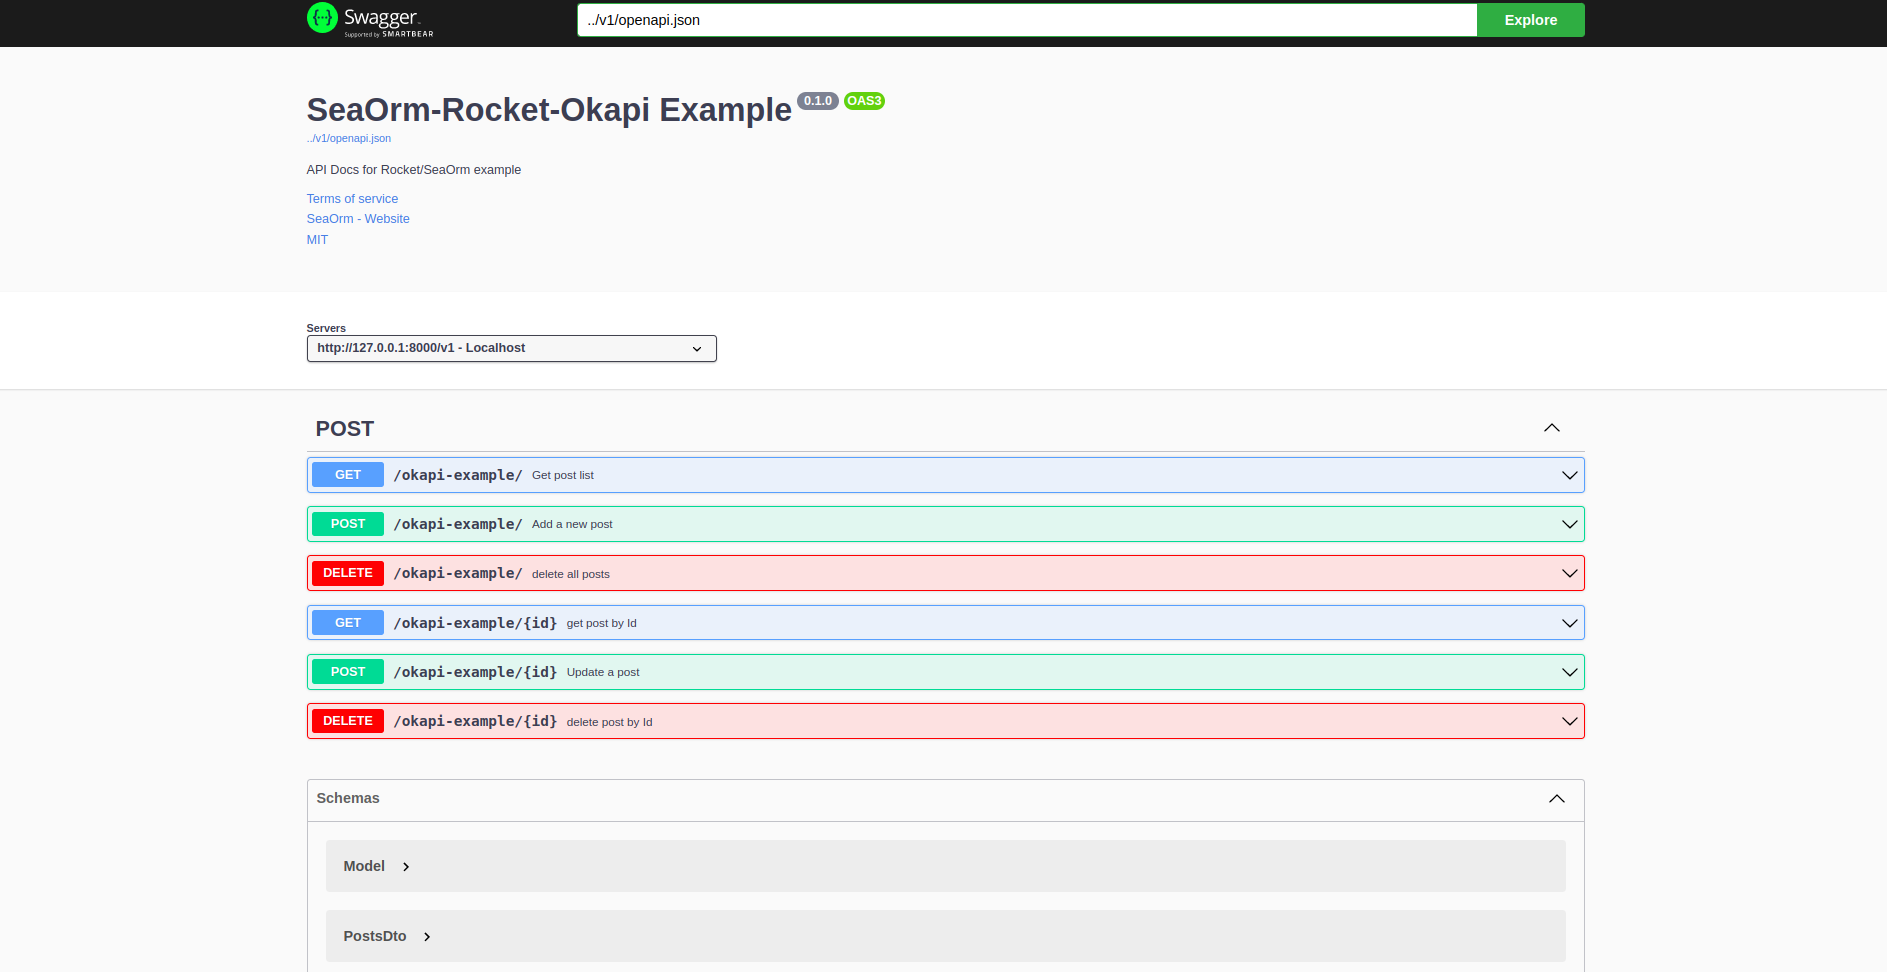 Swagger
Supported by SMARTBEAR
../v1/openapi.json
Explore
SeaOrm-Rocket-Okapi Example 0.1.0 OAS3
../v1/openapi.json
API Docs for Rocket/SeaOrm example
Terms of service
SeaOrm - Website
MIT
Servers
http://127.0.0.1:8000/v1 - Localhost
POST
GET /okapi-example/ Get post list
POST /okapi-example/ Add a new post
DELETE /okapi-example/ delete all posts
GET /okapi-example/{id} get post by Id
POST /okapi-example/{id} Update a post
DELETE /okapi-example/{id} delete post by Id
Schemas
Model
PostsDto